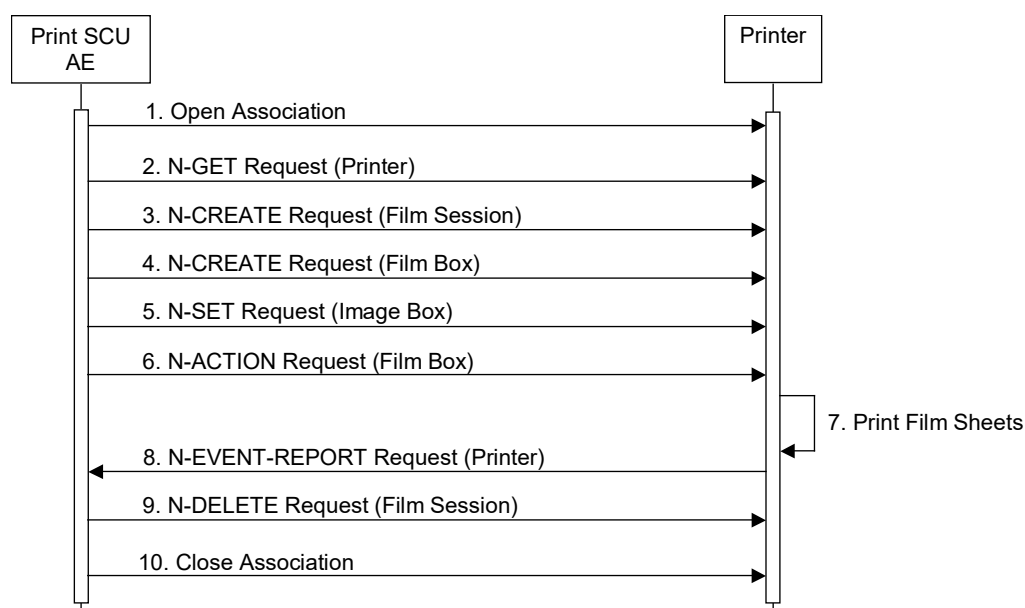 Print SCU
AE
Printer
1. Open Association
2. N-GET Request (Printer)
3. N-CREATE Request (Film Session)
4. N-CREATE Request (Film Box)
5. N-SET Request (Image Box)
6. N-ACTION Request (Film Box)
7. Print Film Sheets
8. N-EVENT-REPORT Request (Printer)
9. N-DELETE Request (Film Session)
10. Close Association